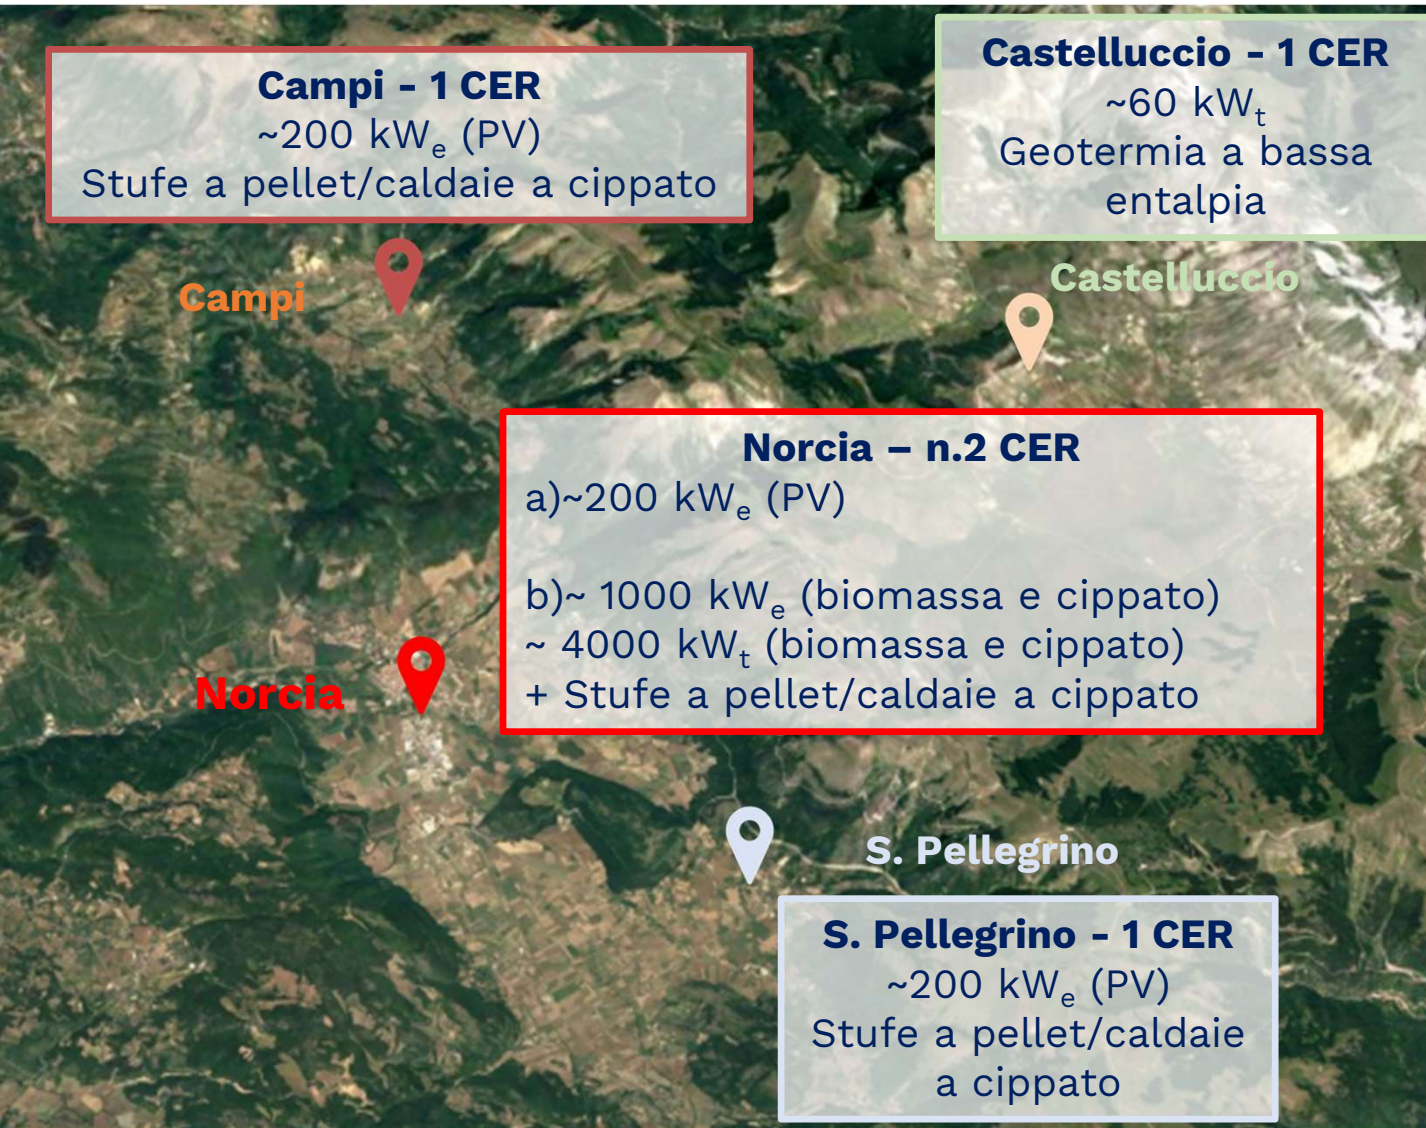 Campi - 1 CER
~200 kWe (PV)
Stufe a pellet/caldaie a cippato
Castelluccio - 1 CER
~60 kWt
Geotermia a bassa
entalpia
Campi
Castelluccio
Norcia – n.2 CER
a)~200 kWe (PV)
b)~ 1000 kWe (biomassa e cippato)
~ 4000 kWt (biomassa e cippato)
+ Stufe a pellet/caldaie a cippato
Norcia
S. Pellegrino
S. Pellegrino - 1 CER
~200 kWe (PV)
Stufe a pellet/caldaie
a cippato